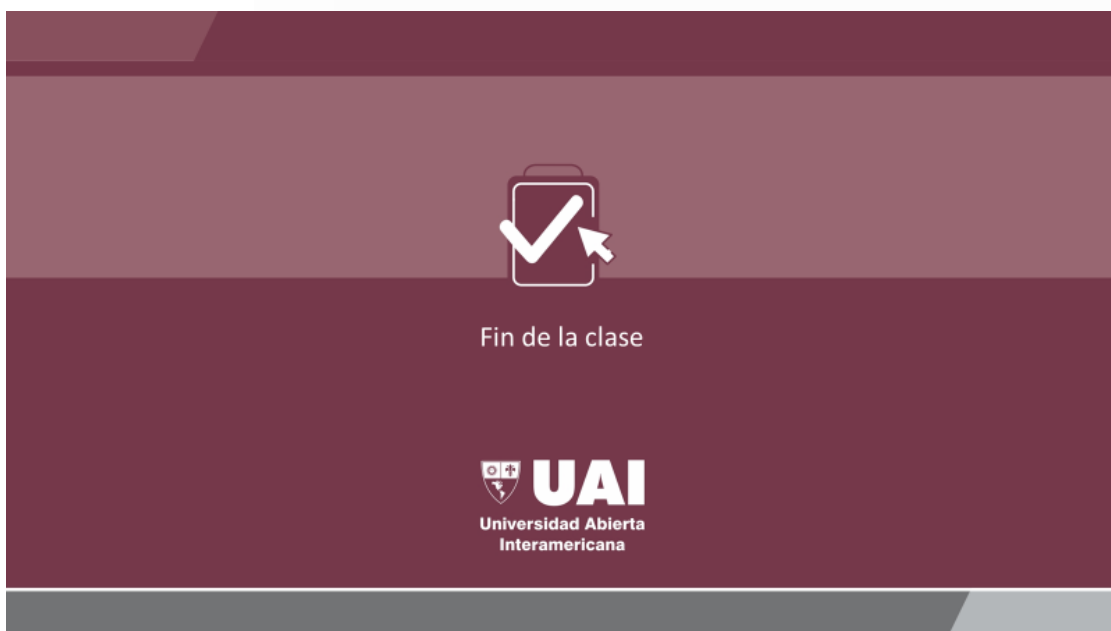 Fin de la clase
UAI
Universidad Abierta
Interamericana